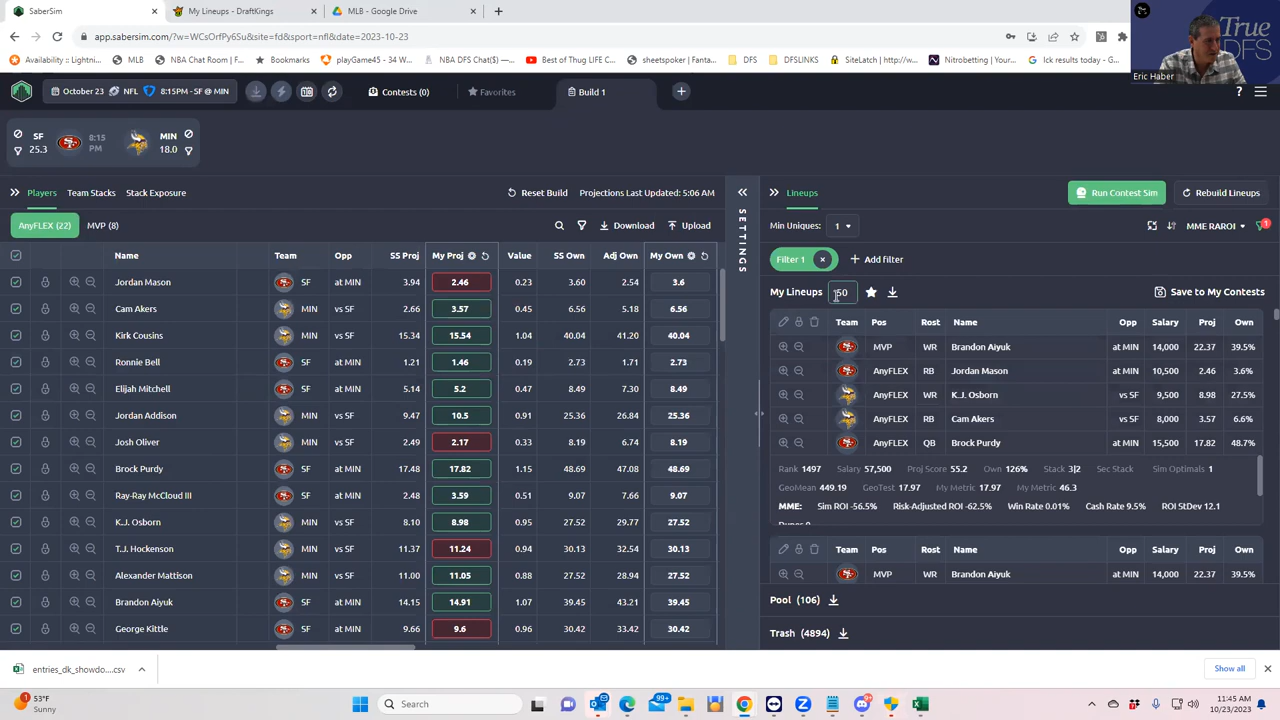 SaberSim
My Lineups - DraftKings
MLB - Google Drive
app.sabersim.com/?w=WCsOrfPy6Su&site=fd&sport=nfl&date=2023-10-23
Availability :: Lightnin...
MLB
NBA Chat Room | F...
Bookmarks
playGame45 - 34 W...
NBA DFS Chat($) —...
Best of Thug LIFE C...
sheetspoker | Fanta...
DFS
DFSLINKS
SiteLatch | http://w...
Nitrobetting | You...
Ick results today | G...
True
DFS
Eric Haber
October 23
NFL
8:15PM - SF @ MIN
Contests (0)
Favorites
Build 1
?
SF
25.3
8:15
PM
MIN
18.0
Players
Team Stacks
Stack Exposure
Reset Build
Projections Last Updated: 5:06 AM
AnyFLEX (22)
MVP (8)
Download
Upload
Name Team Opp SS Proj My Proj Value SS Own Adj Own My Own
Jordan Mason SF at MIN 3.94 2.46 0.23 3.60 2.54 3.6
Cam Akers MIN vs SF 2.66 3.57 0.45 6.56 5.18 6.56
Kirk Cousins MIN vs SF 15.34 15.54 1.04 40.04 41.20 40.04
Ronnie Bell SF at MIN 1.21 1.46 0.19 2.73 1.71 2.73
Elijah Mitchell SF at MIN 5.14 5.2 0.47 8.49 7.30 8.49
Jordan Addison MIN vs SF 9.47 10.5 0.91 25.36 26.84 25.36
Josh Oliver MIN vs SF 2.49 2.17 0.33 8.19 6.74 8.19
Brock Purdy SF at MIN 17.48 17.82 1.15 48.69 47.08 48.69
Ray-Ray McCloud III SF at MIN 2.48 3.59 0.51 9.07 7.66 9.07
K.J. Osborn MIN vs SF 8.10 8.98 0.95 27.52 29.77 27.52
T.J. Hockenson MIN vs SF 11.37 11.24 0.94 30.13 32.54 30.13
Alexander Mattison MIN vs SF 11.00 11.05 0.88 27.52 28.94 27.52
Brandon Aiyuk SF at MIN 14.15 14.91 1.07 39.45 43.21 39.45
George Kittle SF at MIN 9.66 9.6 0.96 30.42 33.42 30.42
SETTINGS
Lineups
Run Contest Sim
Rebuild Lineups
Min Uniques: 1
MME RAROI
1
Filter 1
Add filter
My Lineups
Save to My Contests
Team Pos Rost Name Opp Salary Proj Own
MVP WR Brandon Aiyuk at MIN 14,000 22.37 39.5%
AnyFLEX RB Jordan Mason at MIN 10,500 2.46 3.6%
AnyFLEX WR K.J. Osborn vs SF 9,500 8.98 27.5%
AnyFLEX RB Cam Akers vs SF 8,000 3.57 6.6%
AnyFLEX QB Brock Purdy at MIN 15,500 17.82 48.7%
Rank 1497 Salary 57,500 Proj Score 55.2 Own 126% Stack 3|2 Sec Stack Sim Optimals 1
GeoMean 449.19 GeoTest 17.97 My Metric 17.97 My Metric 46.3
MME: Sim ROI -56.5% Risk-Adjusted ROI -62.5% Win Rate 0.01% Cash Rate 9.5% ROI StDev 12.1
Dupes 0
Team Pos Rost Name Opp Salary Proj Own
MVP WR Brandon Aiyuk at MIN 14,000 22.37 39.5%
Pool (106)
Trash (4894)
entries_dk_showdo....csv
Show all
53°F
Sunny
Search
99+
11:45 AM
10/23/2023